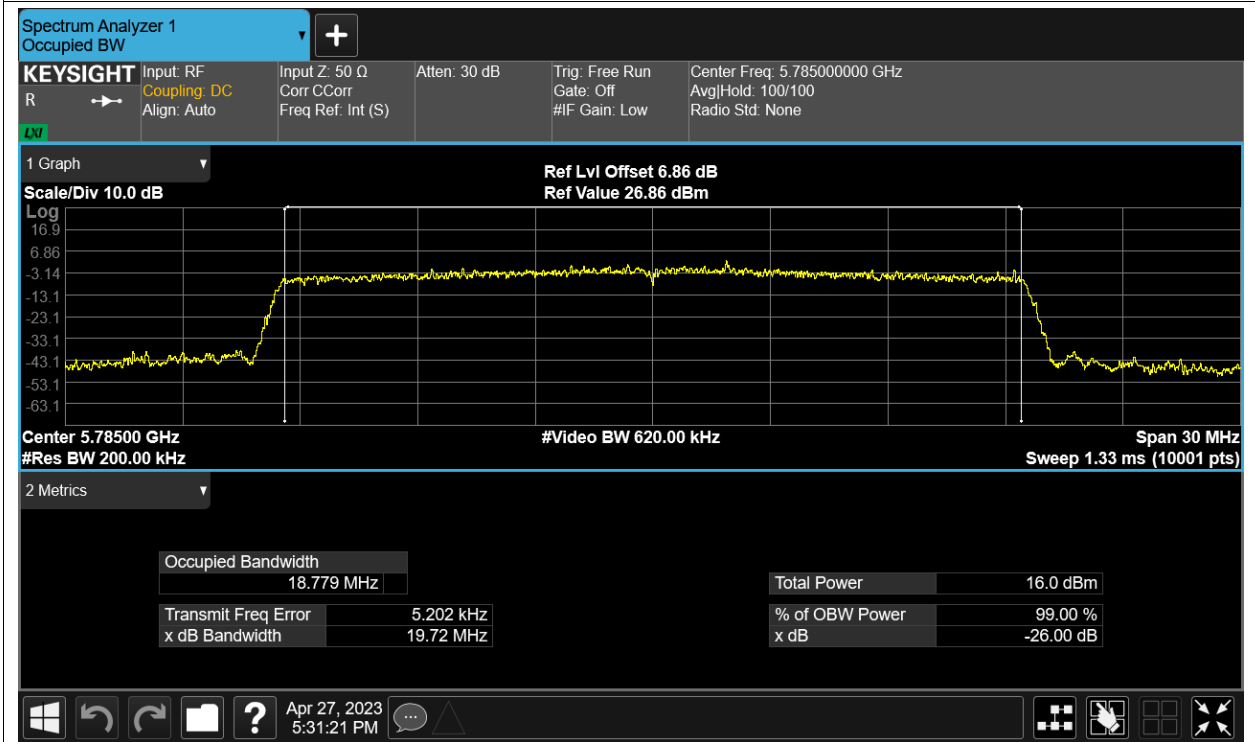 Spectrum Analyzer 1
Occupied BW
KEYSIGHT
R
LXI
Input: RF
Coupling: DC
Align: Auto
Input Z: 50 Ω
Corr CCorr
Freq Ref: Int (S)
Atten: 30 dB
Trig: Free Run
Gate: Off
#IF Gain: Low
Center Freq: 5.785000000 GHz
Avg|Hold: 100/100
Radio Std: None
1 Graph
Scale/Div 10.0 dB
Ref Lvl Offset 6.86 dB
Ref Value 26.86 dBm
Log
16.9
6.86
-3.14
-13.1
-23.1
-33.1
-43.1
-53.1
-63.1
Center 5.78500 GHz
#Video BW 620.00 kHz
Span 30 MHz
#Res BW 200.00 kHz
Sweep 1.33 ms (10001 pts)
2 Metrics
Occupied Bandwidth
18.779 MHz
Total Power 16.0 dBm
Transmit Freq Error 5.202 kHz
% of OBW Power 99.00 %
x dB Bandwidth 19.72 MHz
x dB -26.00 dB
?
Apr 27, 2023
5:31:21 PM